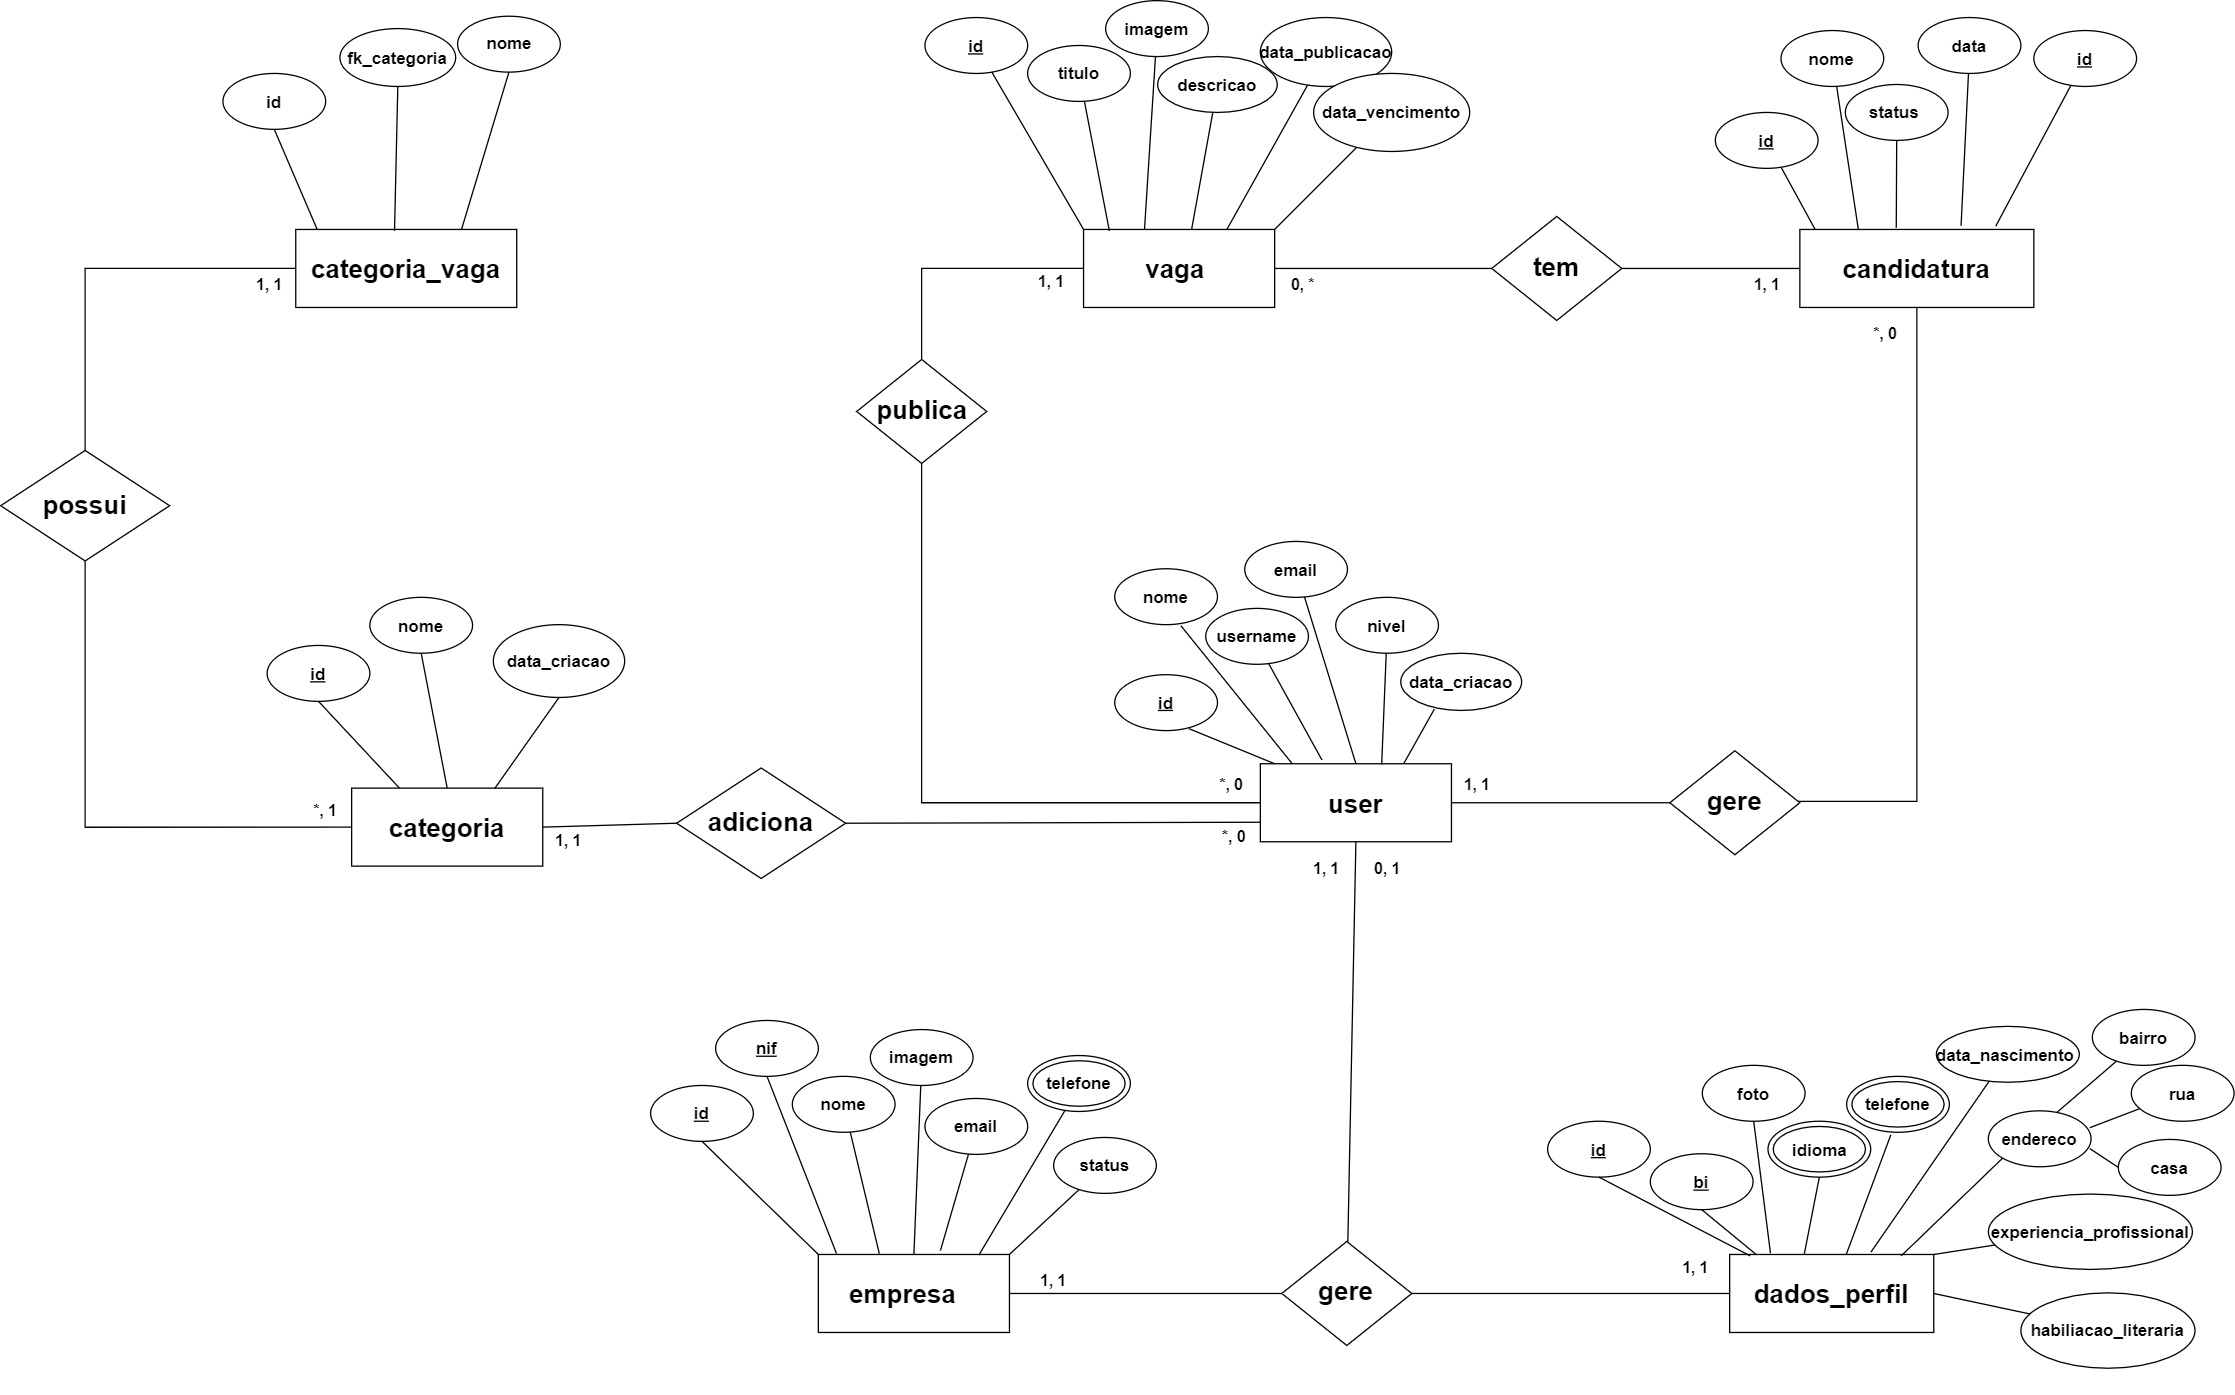 id
fk_categoria
nome
categoria_vaga
1, 1
id
titulo
imagem
descricao
data_publicacao
data_vencimento
vaga
1, 1
0, *
tem
id
nome
status
data
id
candidatura
1, 1
*, 0
publica
possui
id
nome
data_criacao
categoria
*, 1
1, 1
adiciona
id
nome
username
email
nivel
data_criacao
user
*, 0
*, 0
1, 1
1, 1
0, 1
gere
id
nif
nome
imagem
email
telefone
status
empresa
1, 1
gere
id
bi
foto
idioma
telefone
data_nascimento
endereco
bairro
rua
casa
experiencia_profissional
habiliacao_literaria
dados_perfil
1, 1